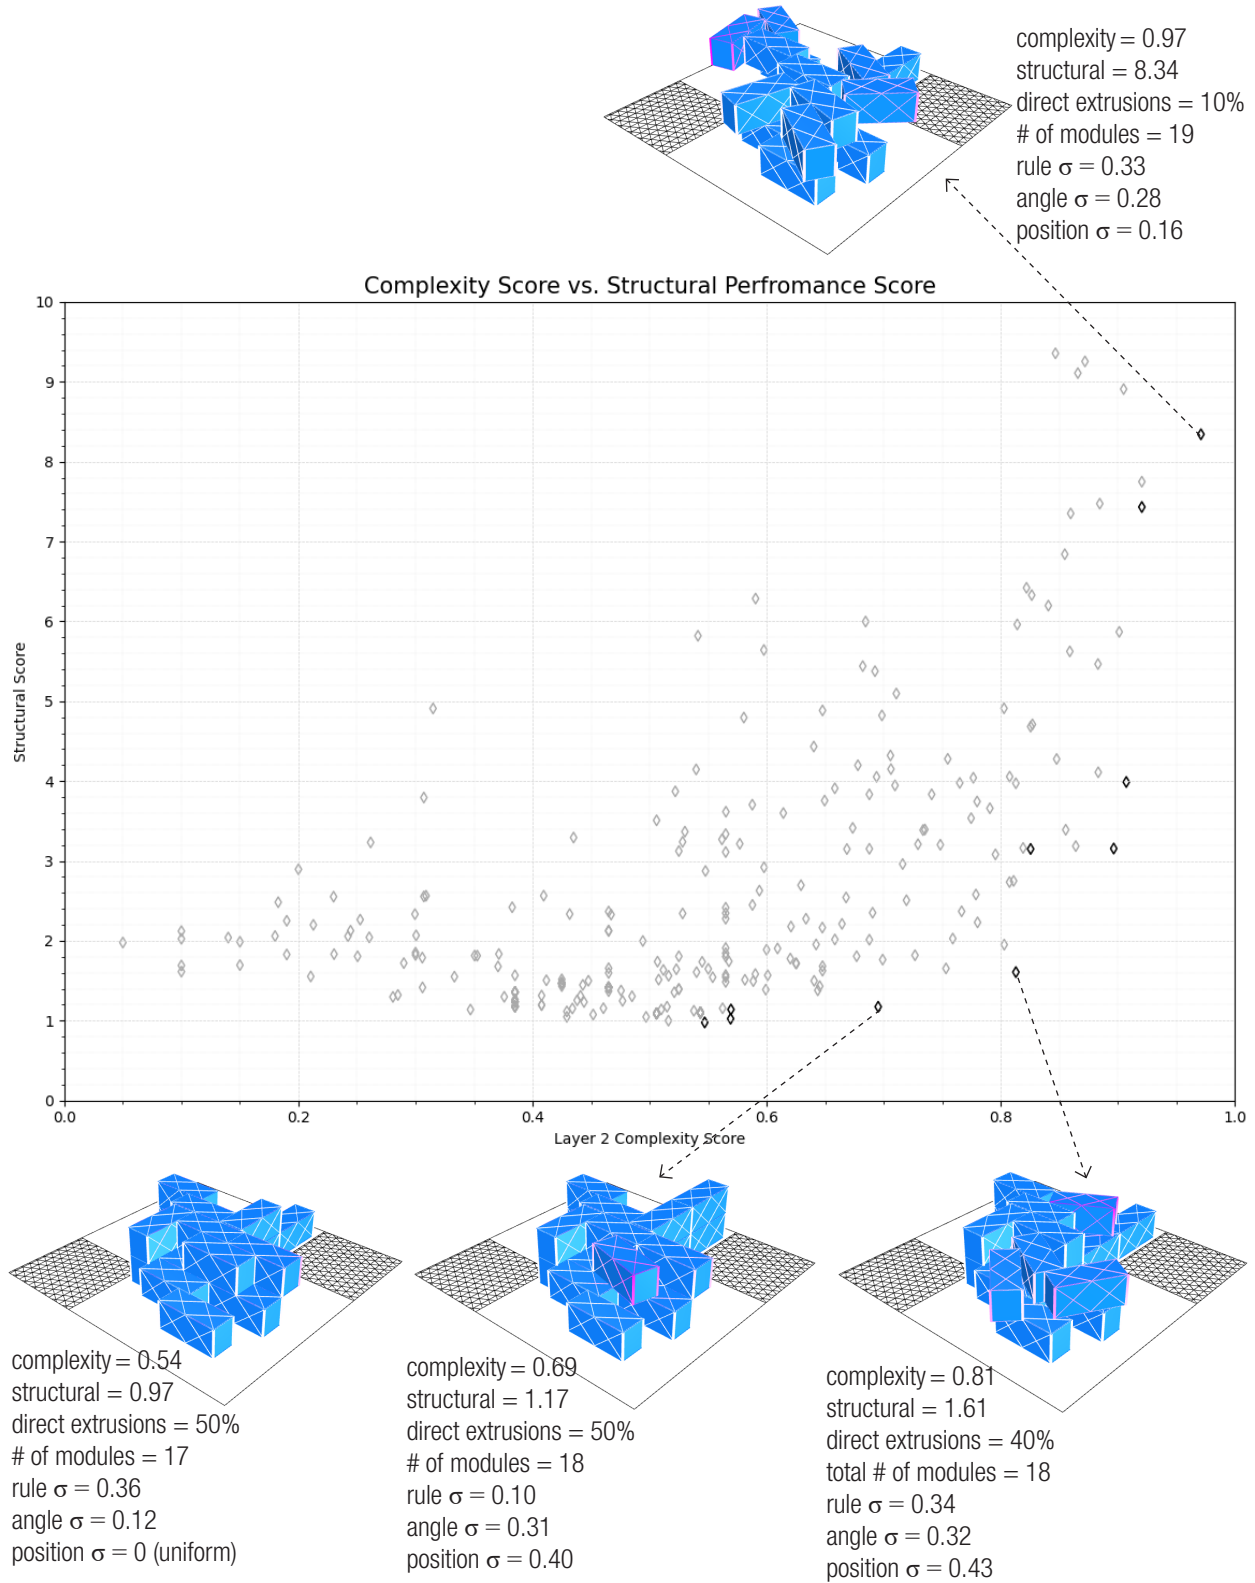 complexity = 0.97
structural = 8.34
direct extrusions = 10%
# of modules = 19
rule σ = 0.33
angle σ = 0.28
position σ = 0.16
Complexity Score vs. Structural Perfromance Score
10
9
8
7
6
5
4
3
2
1
0
Structural Score
0.0
0.2
0.4
0.6
0.8
1.0
Layer 2 Complexity Score
complexity = 0.54
structural = 0.97
direct extrusions = 50%
# of modules = 17
rule σ = 0.36
angle σ = 0.12
position σ = 0 (uniform)
complexity = 0.69
structural = 1.17
direct extrusions = 50%
# of modules = 18
rule σ = 0.10
angle σ = 0.31
position σ = 0.40
complexity = 0.81
structural = 1.61
direct extrusions = 40%
total # of modules = 18
rule σ = 0.34
angle σ = 0.32
position σ = 0.43